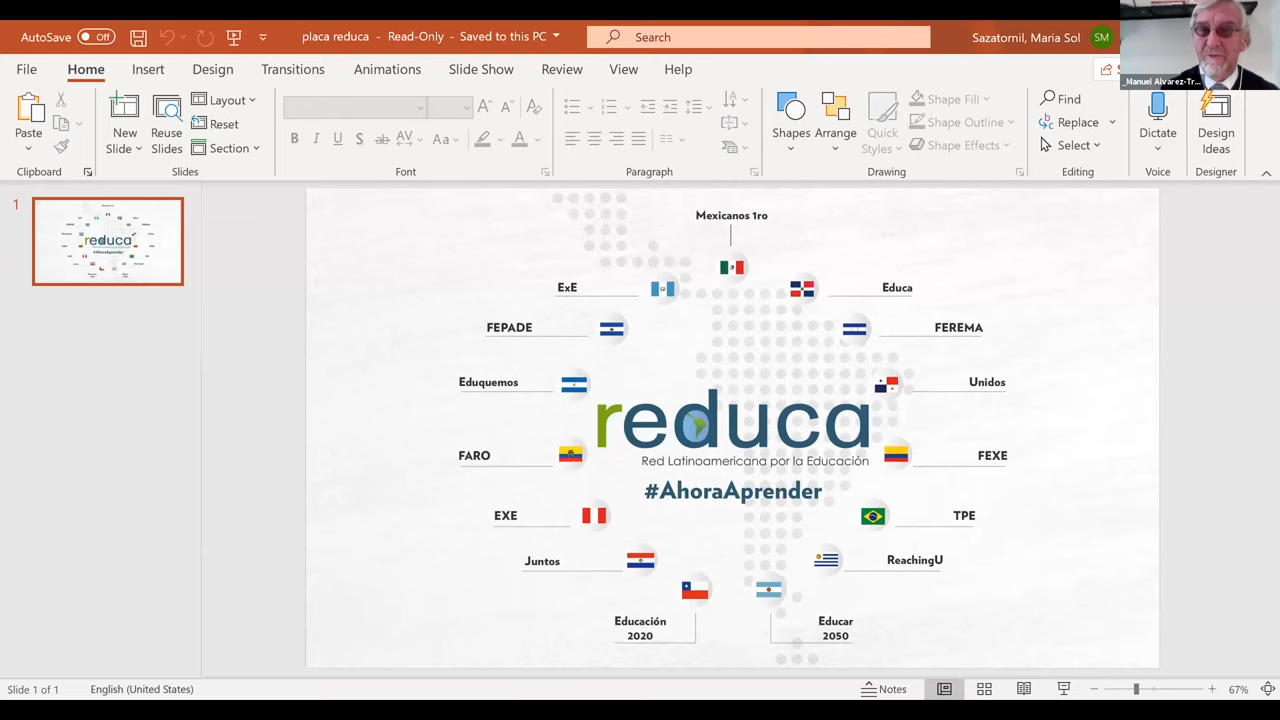 AutoSave Off
placa reduca - Read-Only - Saved to this PC
Search
Sazatornil, Maria Sol SM
_Manuel Alvarez-Tr...
File Home Insert Design Transitions Animations Slide Show Review View Help
Paste
New Slide
Reuse Slides
Layout
Reset
Section
B I U S ab AV Aa A
Shapes
Arrange
Quick Styles
Shape Fill
Shape Outline
Shape Effects
Find
Replace
Select
Dictate
Design Ideas
Clipboard Slides Font Paragraph Drawing Editing Voice Designer
1
Mexicanos 1ro
ExE
Educa
FEPADE
FEREMA
Eduquemos
Unidos
reduca
Red Latinoamericana por la Educación
#AhoraAprender
FARO
FEXE
EXE
TPE
Juntos
ReachingU
Educación
2020
Educar
2050
Slide 1 of 1 English (United States) Notes 67%